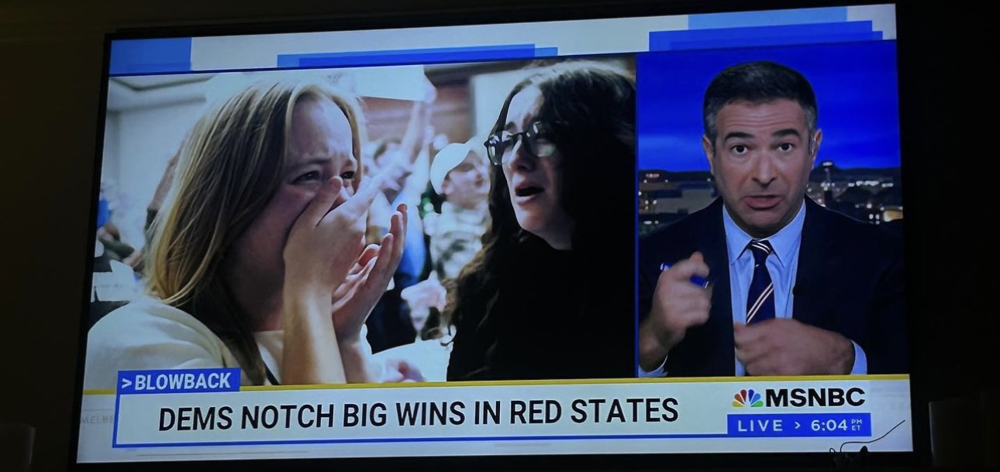 >BLOWBACK
DEMS NOTCH BIG WINS IN RED STATES
MSNBC
LIVE > 6:04 PM ET